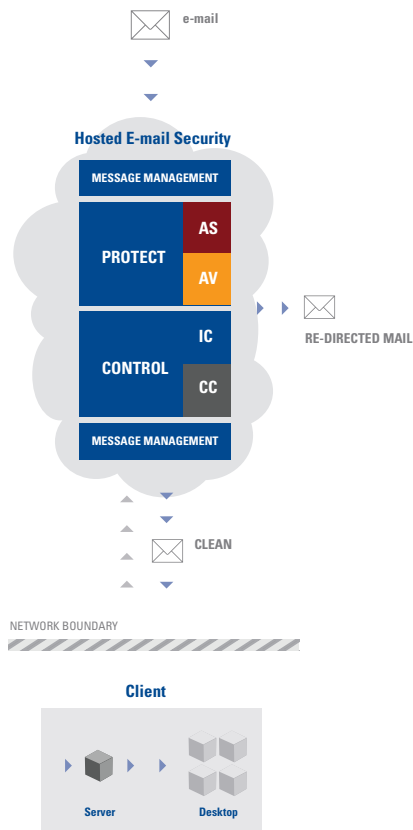 e-mail
Hosted E-mail Security
MESSAGE MANAGEMENT
PROTECT
AS
AV
RE-DIRECTED MAIL
CONTROL
IC
CC
MESSAGE MANAGEMENT
CLEAN
NETWORK BOUNDARY
Client
Server
Desktop